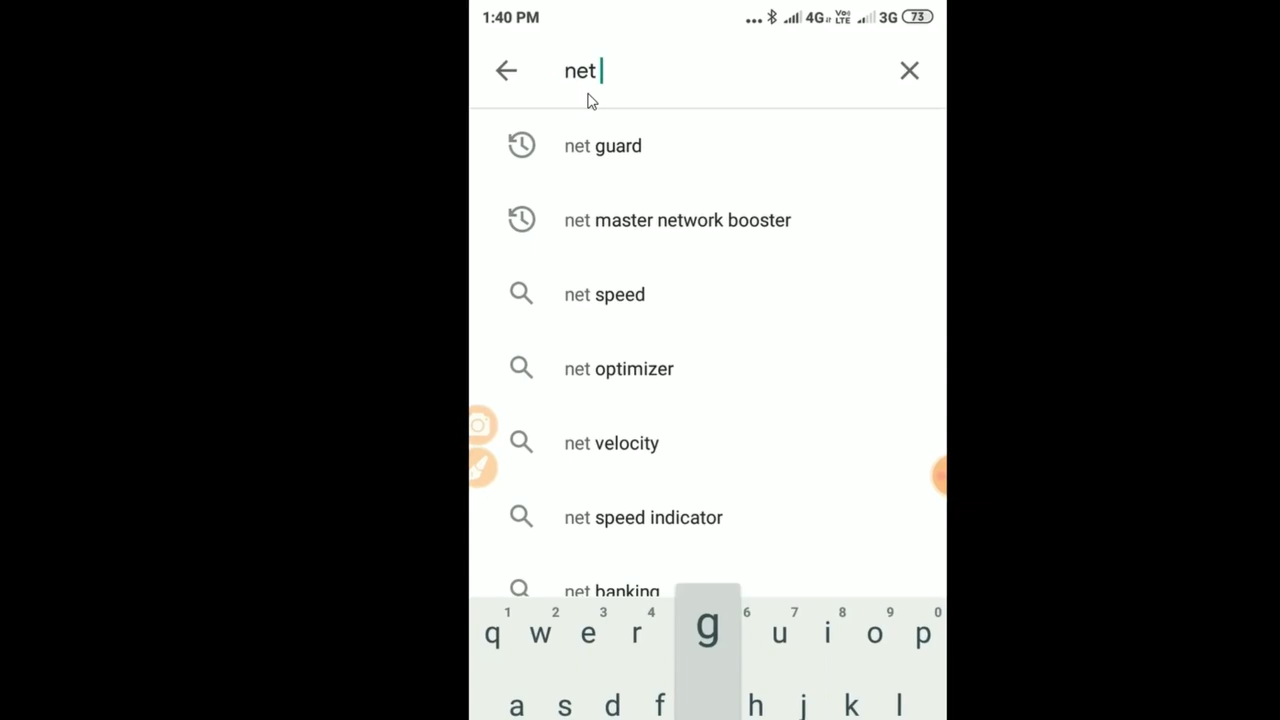 1:40 PM 4G VoLTE 3G 73
net
net guard
net master network booster
net speed
net optimizer
net velocity
net speed indicator
net banking
1 2 3 4 6 7 8 9 0
q w e r g u i o p
a s d f h j k l